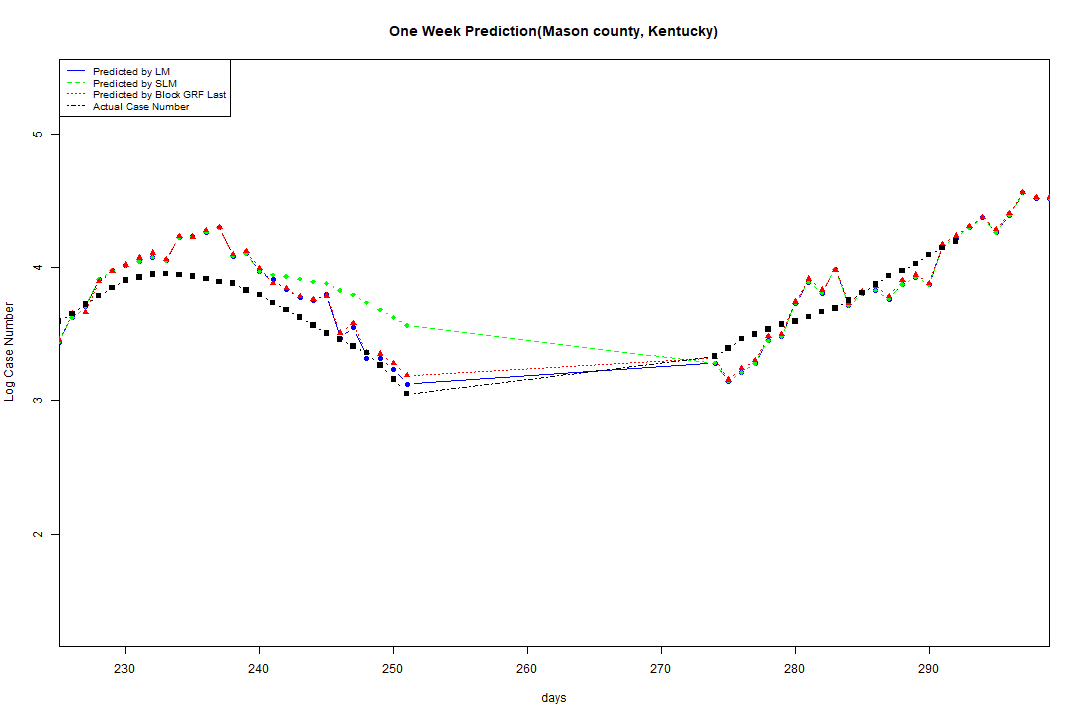 One Week Prediction(Mason county, Kentucky)
Predicted by LM
Predicted by SLM
Predicted by Block GRF Last
Actual Case Number
5
4
3
2
Log Case Number
230 240 250 260 270 280 290
days